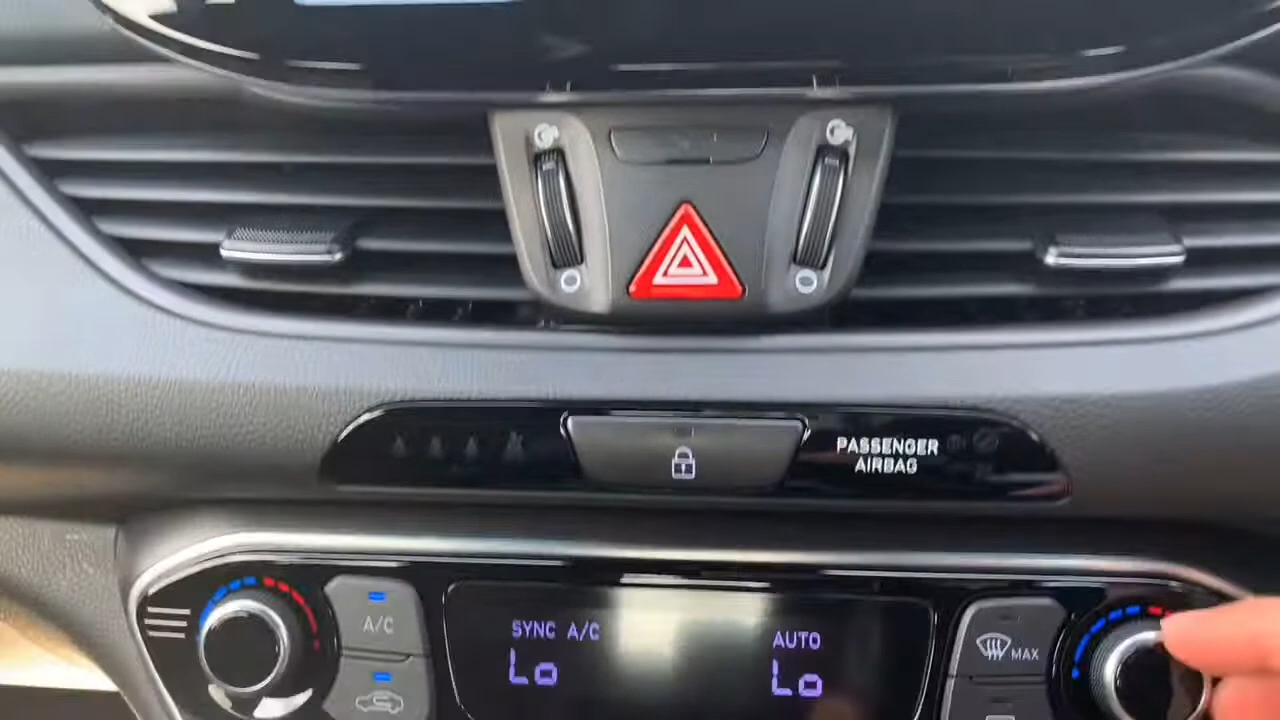 PASSENGER
AIRBAG
A/C
SYNC A/C
AUTO
Lo
Lo
MAX